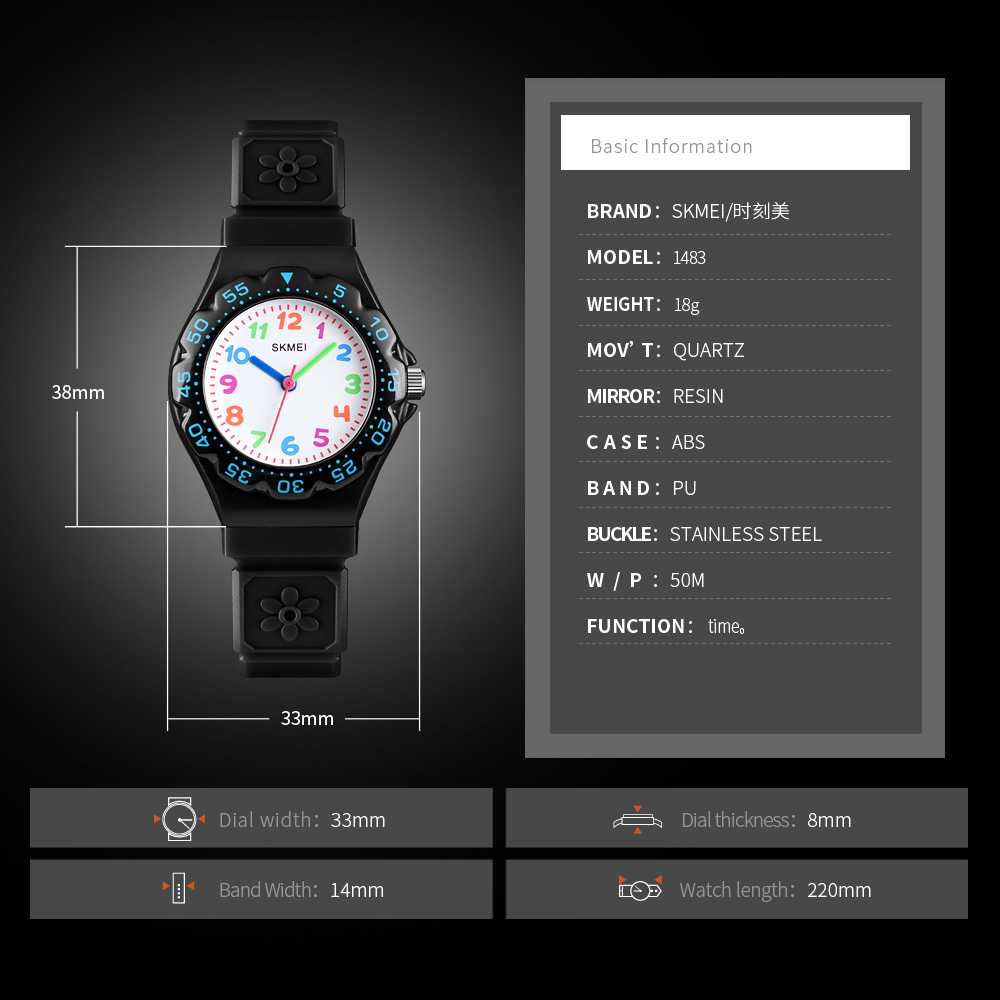 55
5
50
10
45
15
40
20
35
25
30
12
11
1
10
2
9
3
8
4
7
5
6
SKMEI
38mm
33mm
Basic Information
BRAND: SKMEI/时刻美
MODEL: 1483
WEIGHT: 18g
MOV'T: QUARTZ
MIRROR: RESIN
CASE: ABS
BAND: PU
BUCKLE: STAINLESS STEEL
W/P: 50M
FUNCTION: time。
Dial width: 33mm
Dial thickness: 8mm
Band Width: 14mm
Watch length: 220mm